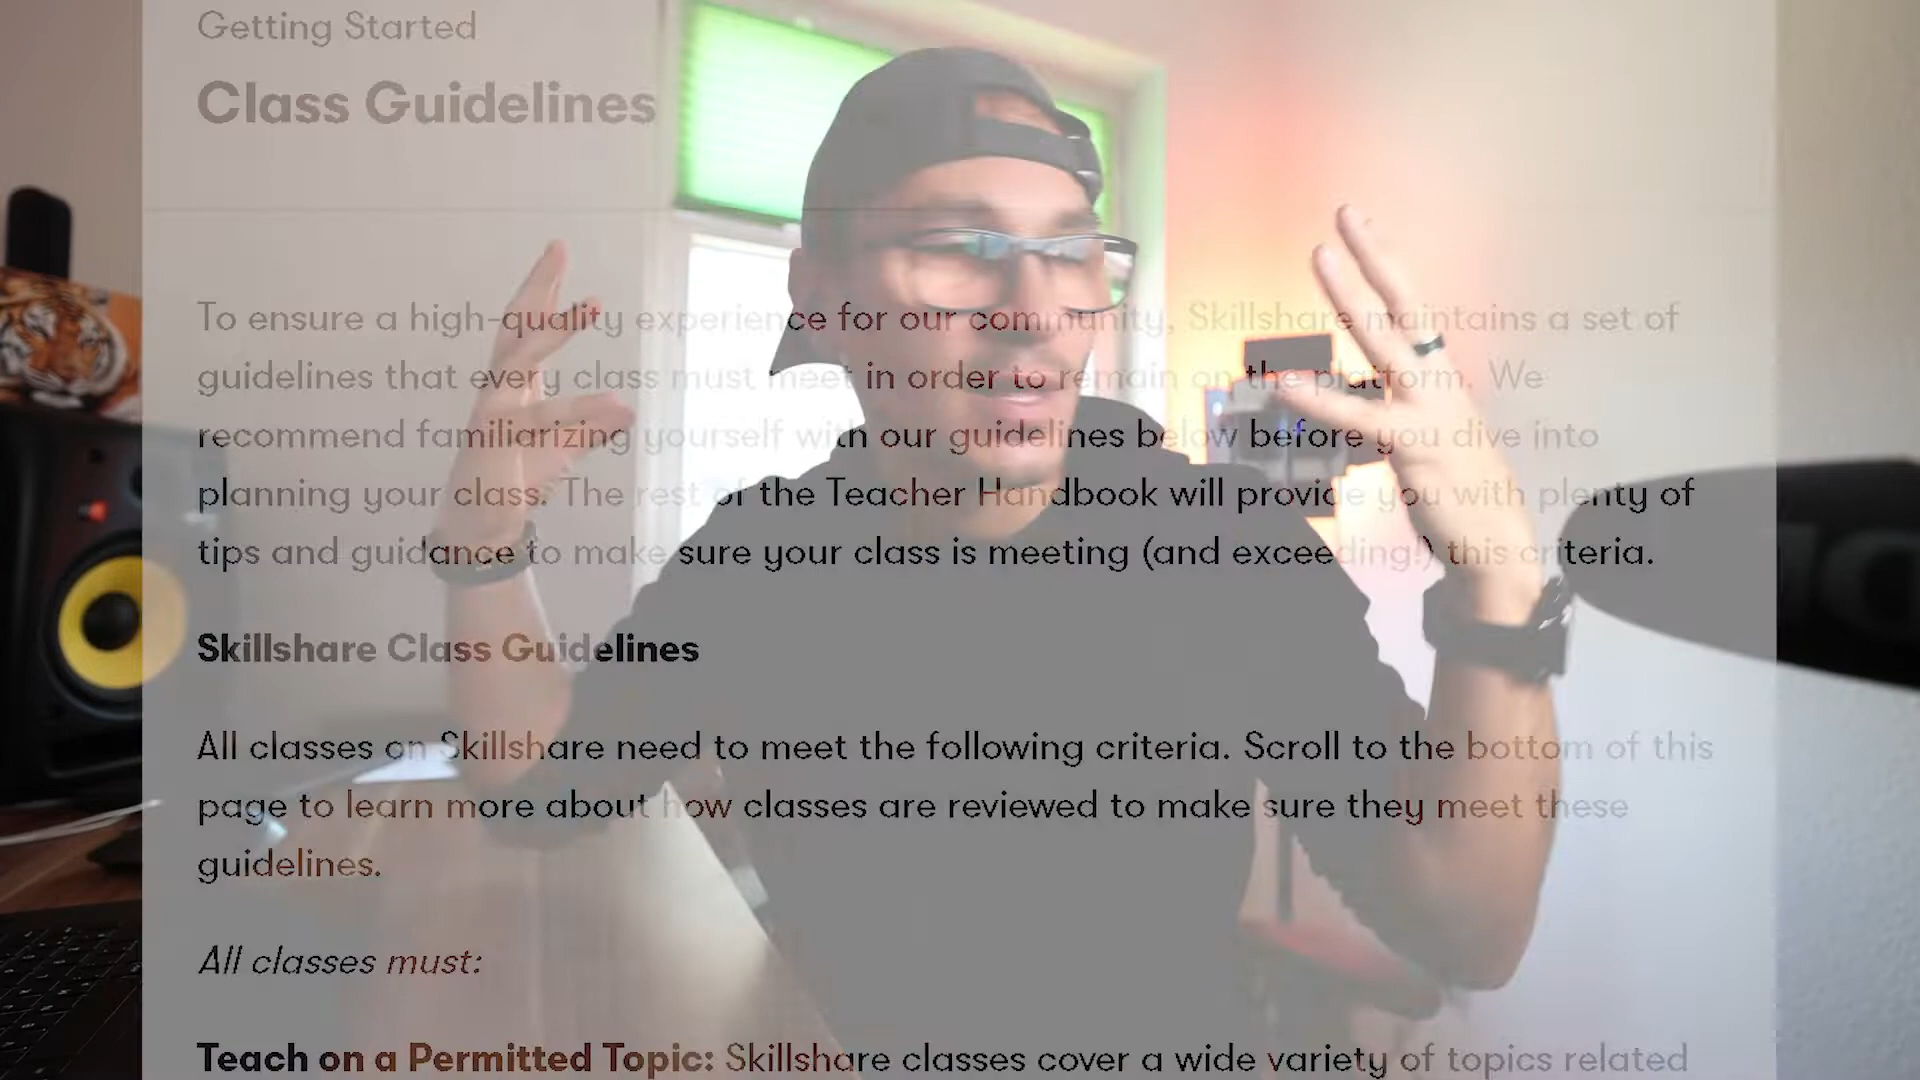 Getting Started
Class Guidelines
To ensure a high-quality experience for our community, Skillshare maintains a set of
guidelines that every class must meet in order to remain on the platform. We
recommend familiarizing yourself with our guidelines below before you dive into
planning your class. The rest of the Teacher Handbook will provide you with plenty of
tips and guidance to make sure your class is meeting (and exceeding!) this criteria.
Skillshare Class Guidelines
All classes on Skillshare need to meet the following criteria. Scroll to the bottom of this
page to learn more about how classes are reviewed to make sure they meet these
guidelines.
All classes must:
Teach on a Permitted Topic: Skillshare classes cover a wide variety of topics related